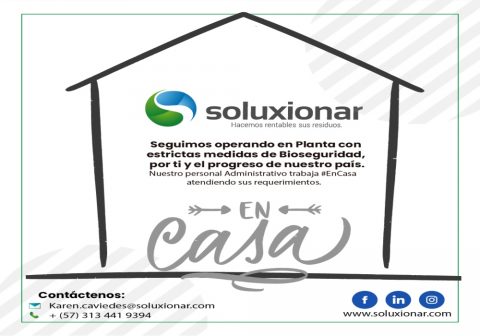 soluxionar
Hacemos rentables sus residuos.
Seguimos operando en Planta con
estrictas medidas de Bioseguridad,
por ti y el progreso de nuestro país.
Nuestro personal Administrativo trabaja #EnCasa
atendiendo sus requerimientos.
EN
Casa
Contáctenos:
Karen.caviedes@soluxionar.com
+ (57) 313 441 9394
www.soluxionar.com